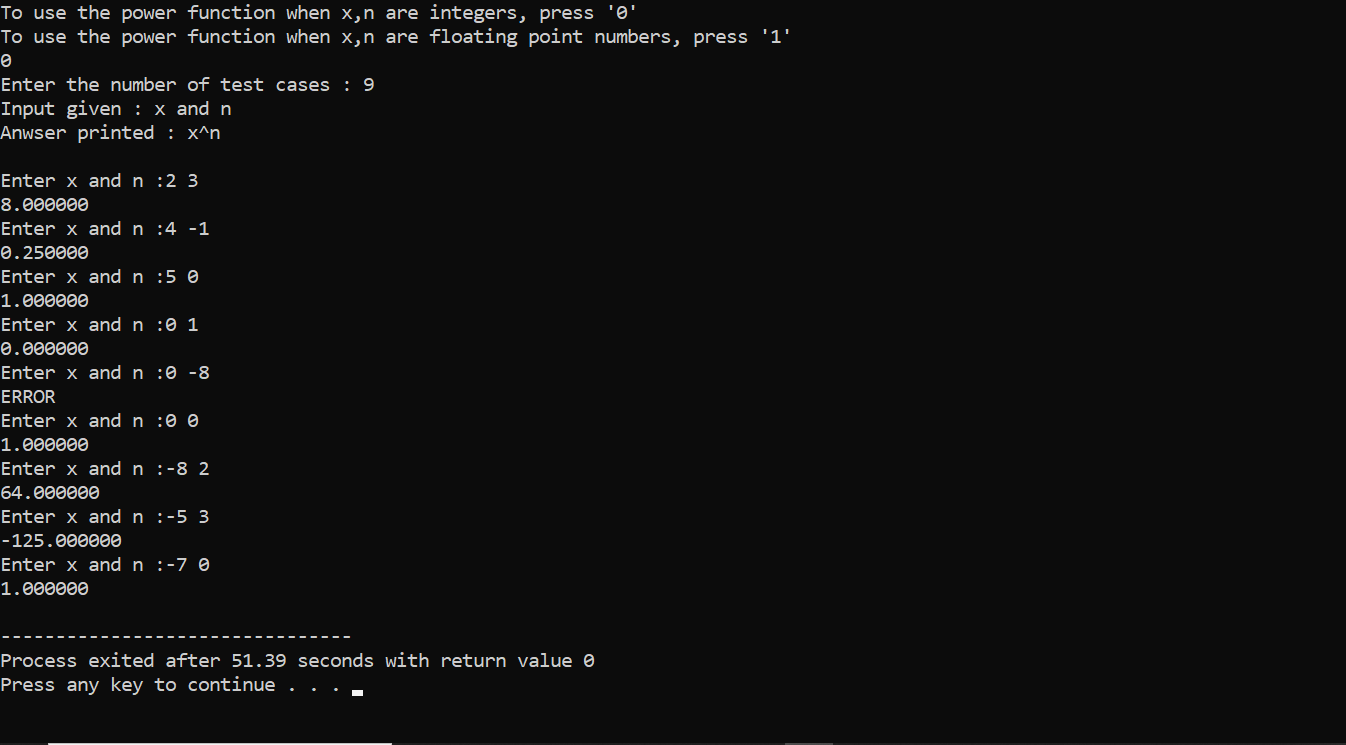 To use the power function when x,n are integers, press '0'
To use the power function when x,n are floating point numbers, press '1'
0
Enter the number of test cases : 9
Input given : x and n
Anwser printed : x^n
Enter x and n :2 3
8.000000
Enter x and n :4 -1
0.250000
Enter x and n :5 0
1.000000
Enter x and n :0 1
0.000000
Enter x and n :0 -8
ERROR
Enter x and n :0 0
1.000000
Enter x and n :-8 2
64.000000
Enter x and n :-5 3
-125.000000
Enter x and n :-7 0
1.000000
--------------------------------
Process exited after 51.39 seconds with return value 0
Press any key to continue . . .